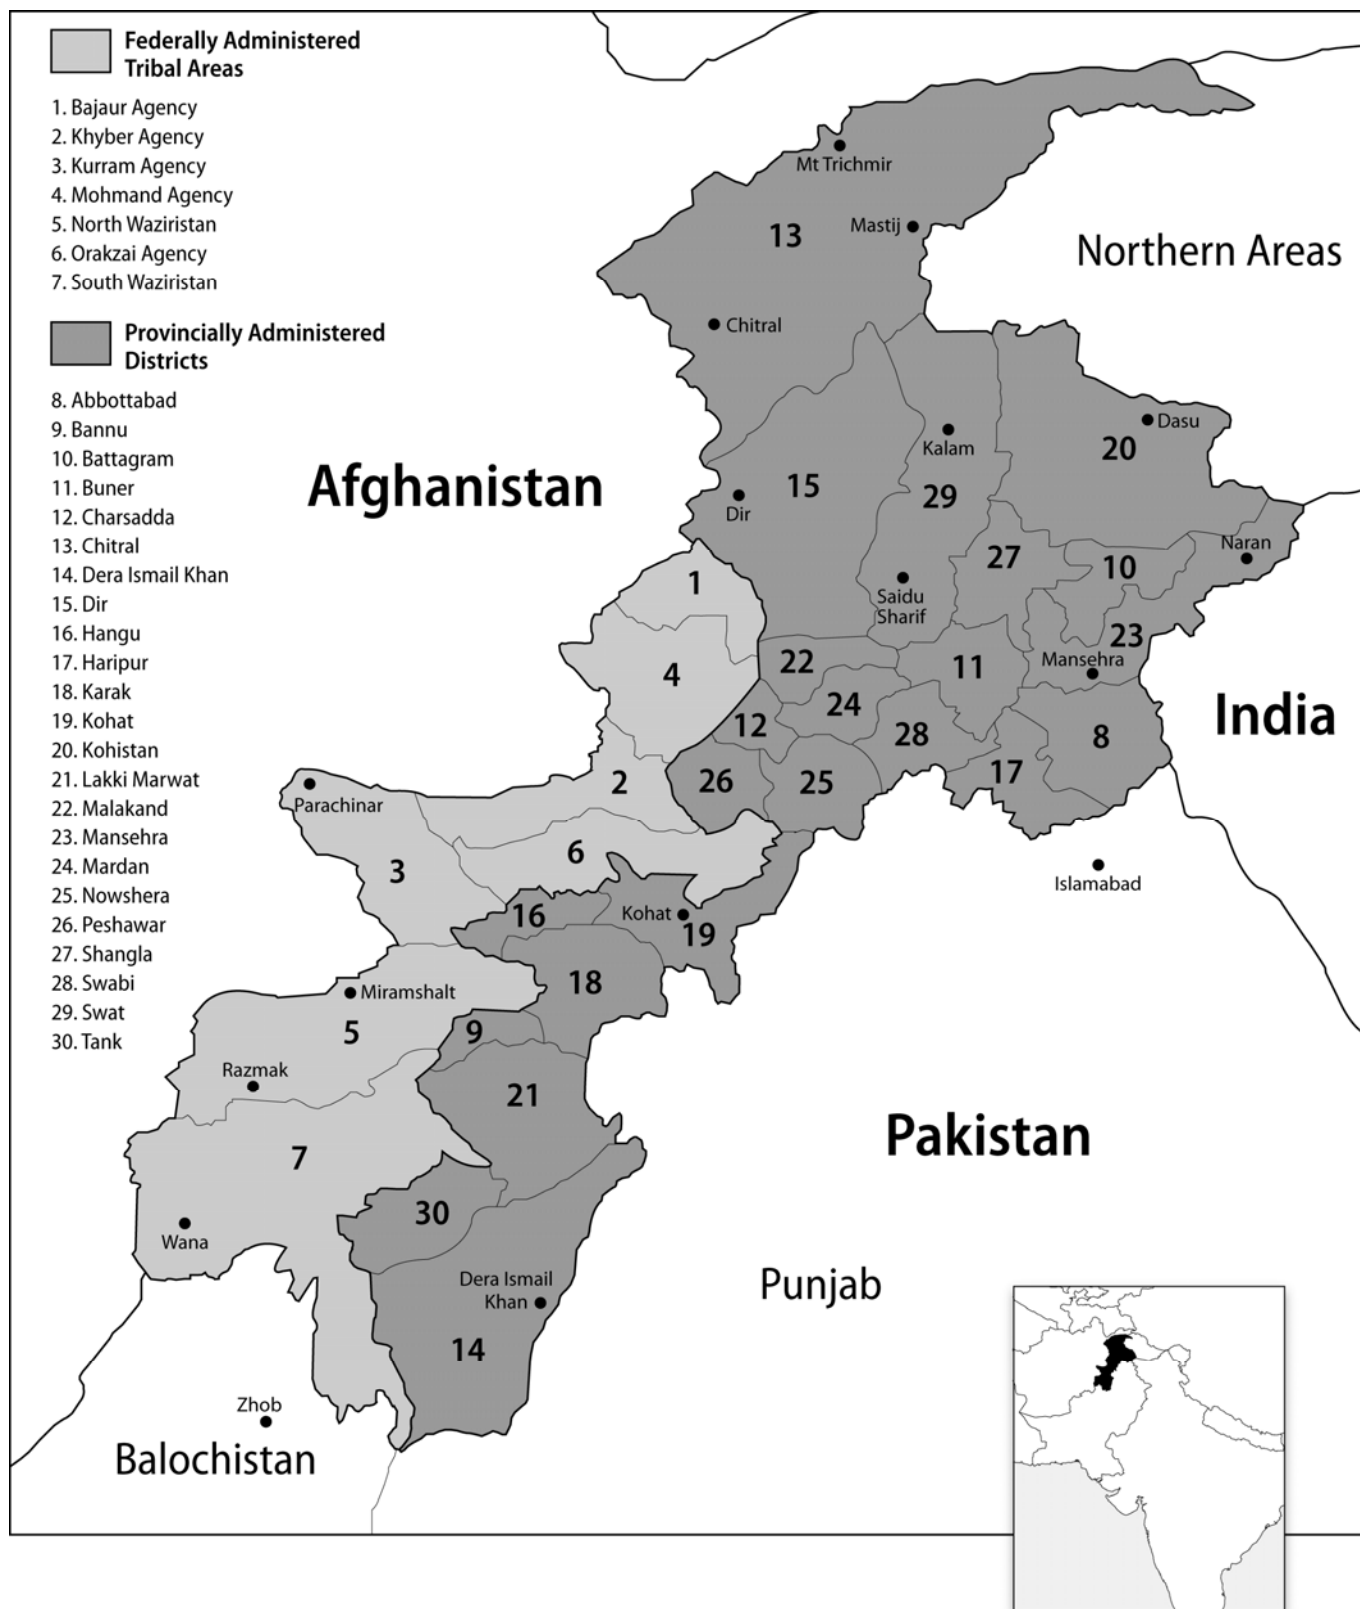 Federally Administered
Tribal Areas
1. Bajaur Agency
2. Khyber Agency
3. Kurram Agency
4. Mohmand Agency
5. North Waziristan
6. Orakzai Agency
7. South Waziristan
Provincially Administered
Districts
8. Abbottabad
9. Bannu
10. Battagram
11. Buner
12. Charsadda
13. Chitral
14. Dera Ismail Khan
15. Dir
16. Hangu
17. Haripur
18. Karak
19. Kohat
20. Kohistan
21. Lakki Marwat
22. Malakand
23. Mansehra
24. Mardan
25. Nowshera
26. Peshawar
27. Shangla
28. Swabi
29. Swat
30. Tank
Mt Trichmir
Mastij
13
Northern Areas
Chitral
Dasu
Kalam
20
Afghanistan
15
29
Dir
Naran
27
10
1
Saidu
Sharif
23
22
11
Mansehra
4
24
India
12
28
8
17
2
26
25
Parachinar
6
3
Islamabad
16
Kohat
19
18
Miramshalt
5
9
Razmak
21
Pakistan
7
30
Wana
Dera Ismail
Khan
Punjab
14
Zhob
Balochistan